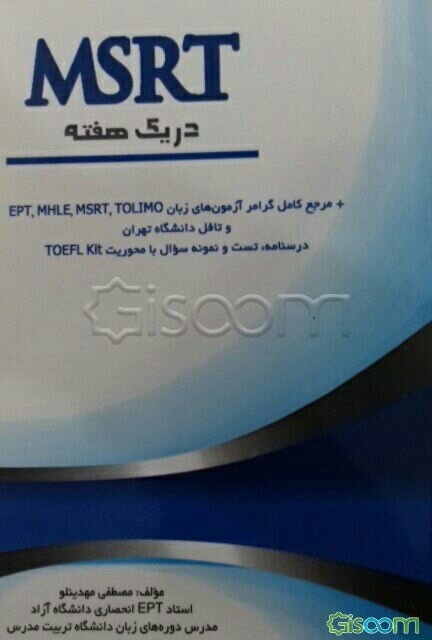 MSRT
در یک هفته
+ مرجع کامل گرامر آزمون‌های زبان EPT, MHLE, MSRT, TOLIMO
و تافل دانشگاه تهران
درسنامه، تست و نمونه سؤال با محوریت TOEFL Kit
Gisoom
مؤلف: مصطفی مهدینلو
استاد EPT انحصاری دانشگاه آزاد
مدرس دوره‌های زبان دانشگاه تربیت مدرس
Gisoom